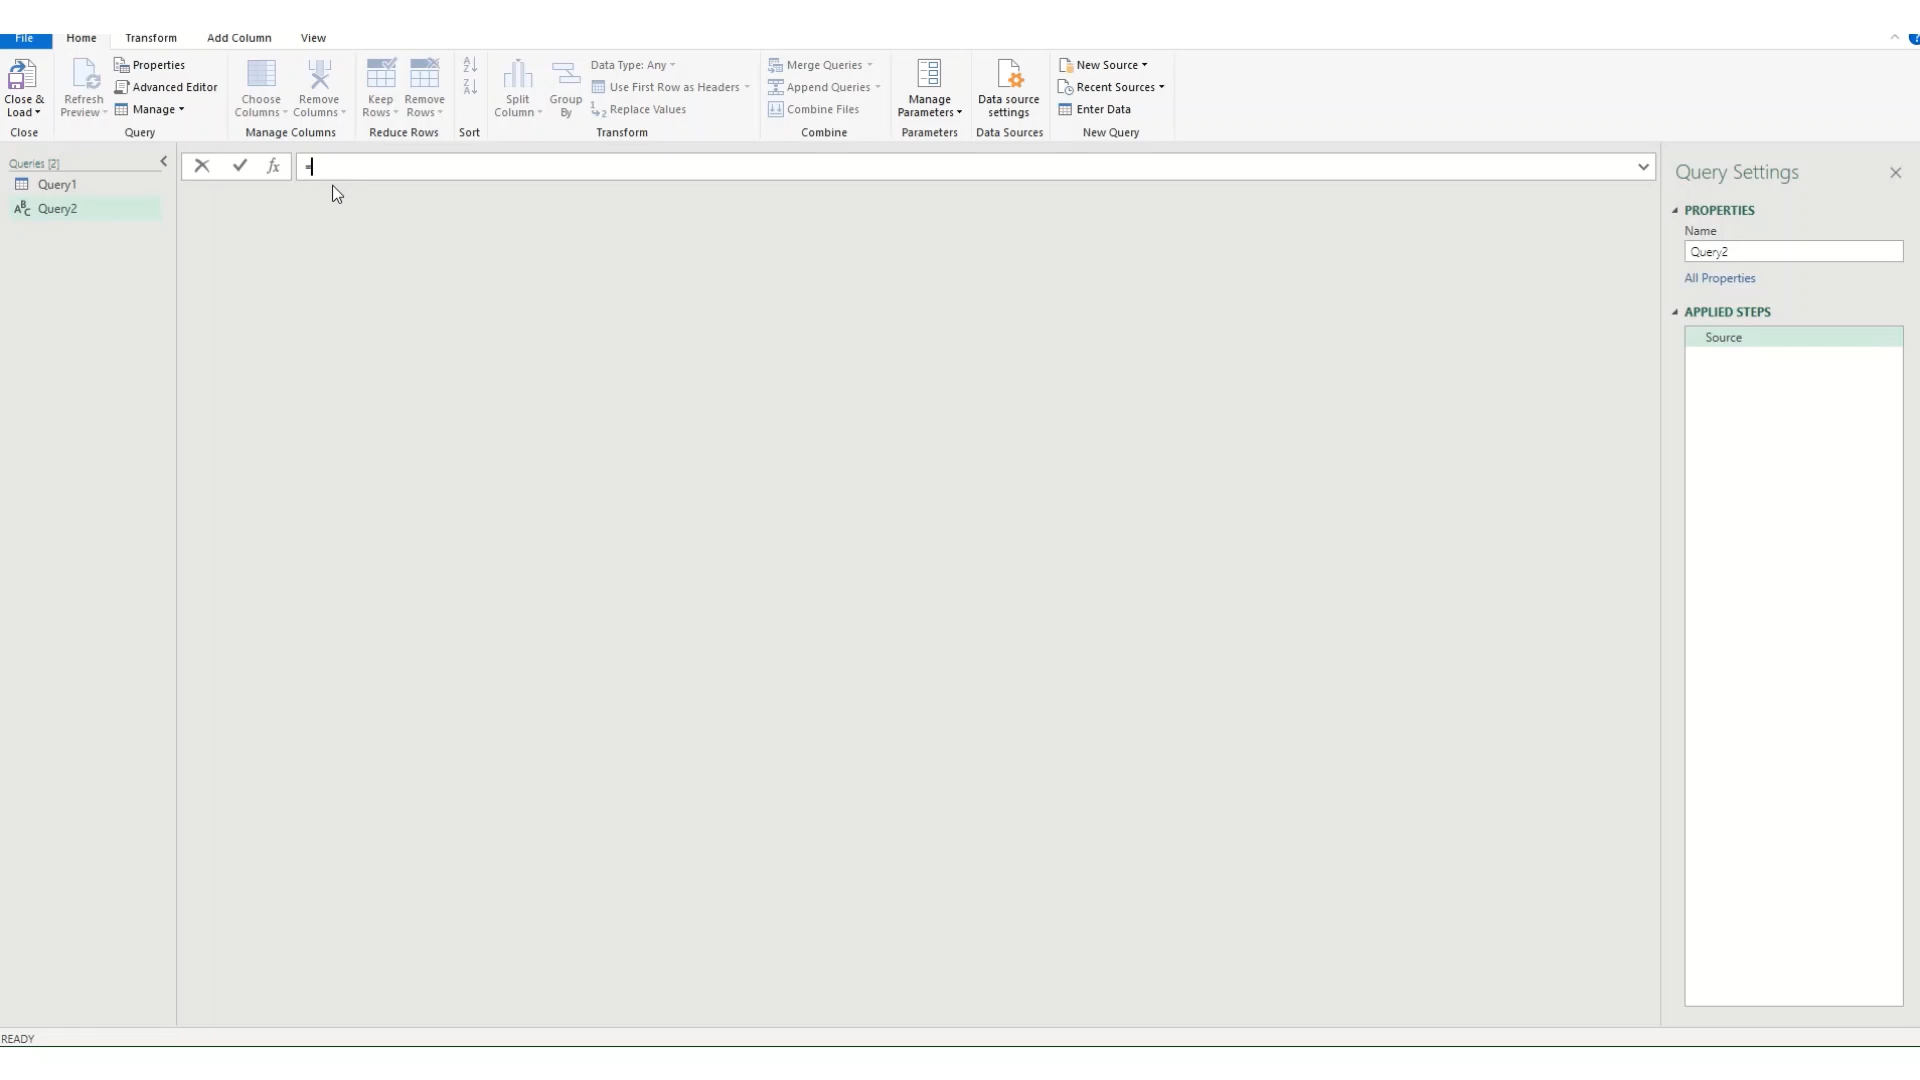 File
Home
Transform
Add Column
View
Close &
Load
Close
Refresh
Preview
Properties
Advanced Editor
Manage
Query
Choose
Columns
Remove
Columns
Manage Columns
Keep
Rows
Remove
Rows
Reduce Rows
A
Z
Z
A
Sort
Split
Column
Group
By
Data Type: Any
Use First Row as Headers
1
2
Replace Values
Transform
Merge Queries
Append Queries
Combine Files
Combine
Manage
Parameters
Parameters
Data source
settings
Data Sources
New Source
Recent Sources
Enter Data
New Query
Queries [2]
Query1
ABC Query2
fx
=
Query Settings
PROPERTIES
Name
Query2
All Properties
APPLIED STEPS
Source
READY